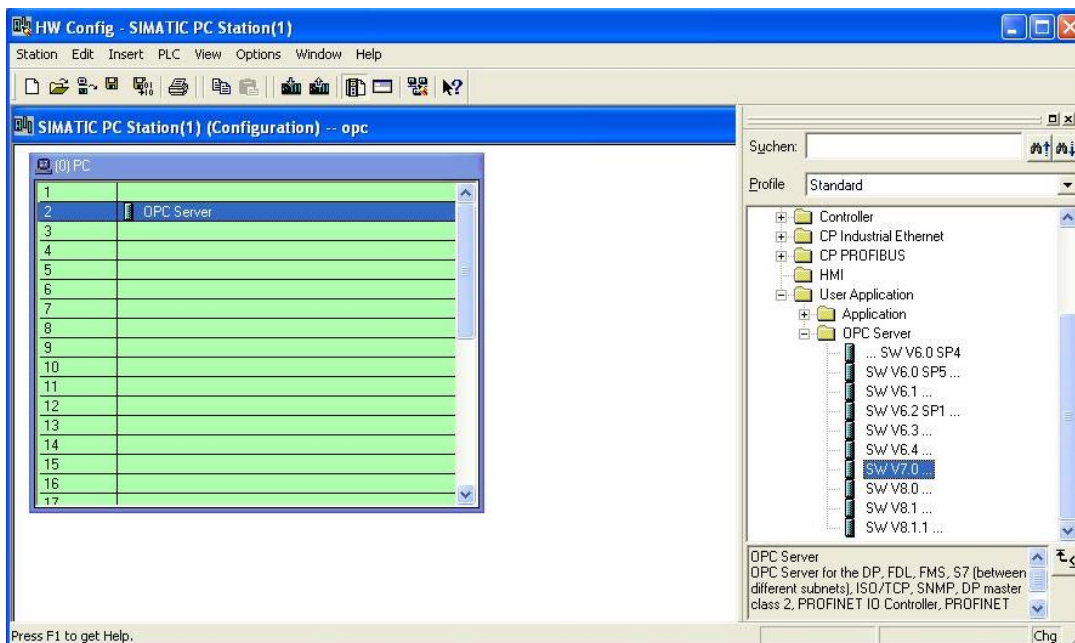 HW Config - SIMATIC PC Station(1)
Station Edit Insert PLC View Options Window Help
SIMATIC PC Station(1) (Configuration) -- opc
(0) PC
1
2 OPC Server
3
4
5
6
7
8
9
10
11
12
13
14
15
16
17
Suchen:
Profile Standard
Controller
CP Industrial Ethernet
CP PROFIBUS
HMI
User Application
Application
OPC Server
... SW V6.0 SP4
SW V6.0 SP5 ...
SW V6.1 ...
SW V6.2 SP1 ...
SW V6.3 ...
SW V6.4 ...
SW V7.0 ...
SW V8.0 ...
SW V8.1 ...
SW V8.1.1 ...
OPC Server
OPC Server for the DP, FDL, FMS, S7 (between
different subnets), ISO/TCP, SNMP, DP master
class 2, PROFINET IO Controller, PROFINET
Press F1 to get Help.
Chg